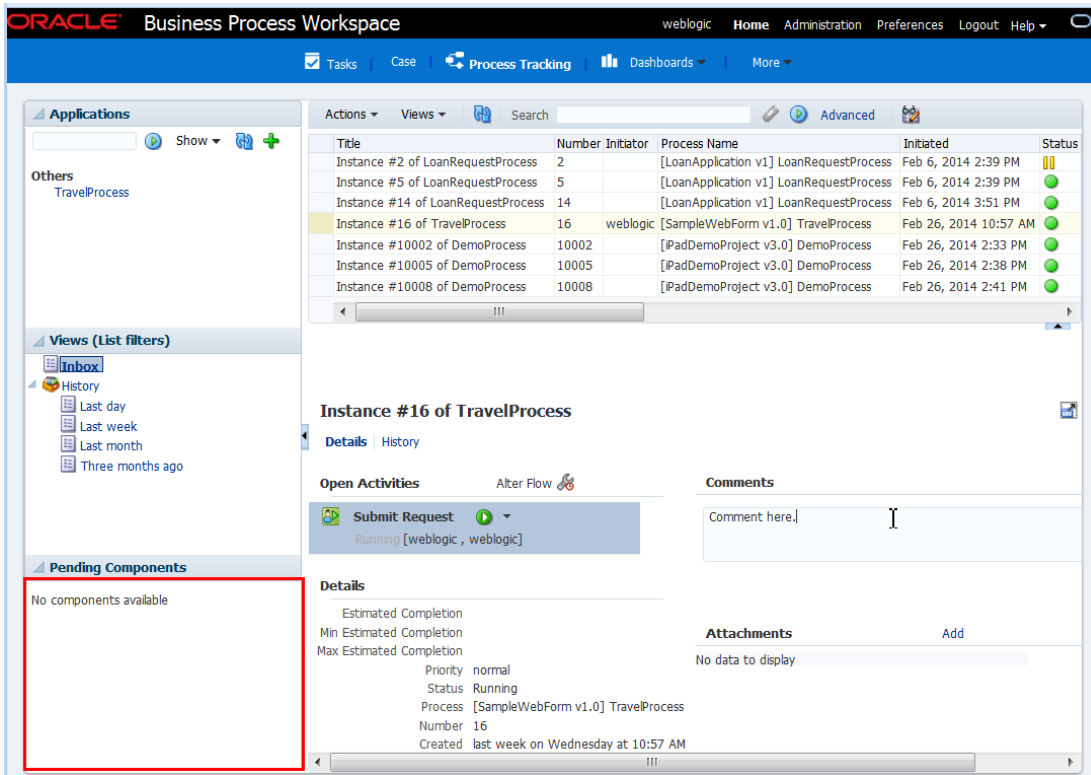 ORACLE Business Process Workspace weblogic Home Administration Preferences Logout Help
Tasks Case Process Tracking Dashboards More
Applications
Show
Others
TravelProcess
Views (List filters)
Inbox
History
Last day
Last week
Last month
Three months ago
Pending Components
No components available
Actions Views Search Advanced
Title Number Initiator Process Name Initiated Status
Instance #2 of LoanRequestProcess 2 [LoanApplication v1] LoanRequestProcess Feb 6, 2014 2:39 PM
Instance #5 of LoanRequestProcess 5 [LoanApplication v1] LoanRequestProcess Feb 6, 2014 2:39 PM
Instance #14 of LoanRequestProcess 14 [LoanApplication v1] LoanRequestProcess Feb 6, 2014 3:51 PM
Instance #16 of TravelProcess 16 weblogic [SampleWebForm v1.0] TravelProcess Feb 26, 2014 10:57 AM
Instance #10002 of DemoProcess 10002 [iPadDemoProject v3.0] DemoProcess Feb 26, 2014 2:33 PM
Instance #10005 of DemoProcess 10005 [iPadDemoProject v3.0] DemoProcess Feb 26, 2014 2:38 PM
Instance #10008 of DemoProcess 10008 [iPadDemoProject v3.0] DemoProcess Feb 26, 2014 2:41 PM
Instance #16 of TravelProcess
Details History
Open Activities Alter Flow
Submit Request
Running [weblogic , weblogic]
Details
Estimated Completion
Min Estimated Completion
Max Estimated Completion
Priority normal
Status Running
Process [SampleWebForm v1.0] TravelProcess
Number 16
Created last week on Wednesday at 10:57 AM
Comments
Comment here.
Attachments Add
No data to display